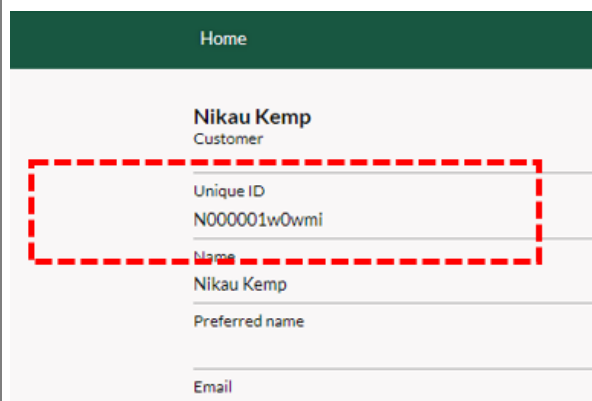 Home
Nikau Kemp
Customer
Unique ID
N000001w0wmi
Name
Nikau Kemp
Preferred name
Email